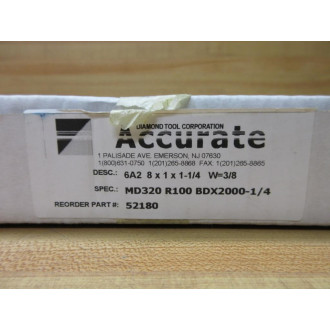 DIAMOND TOOL CORPORATION
Accurate
1 PALISADE AVE. EMERSON, NJ 07630
1(800)651-0750 1(201)265-8868 FAX 1(201)265-8865
DESC.: 6A2 8 x 1 x 1-1/4 W=3/8
SPEC.: MD320 R100 BDX2000-1/4
REORDER PART #: 52180